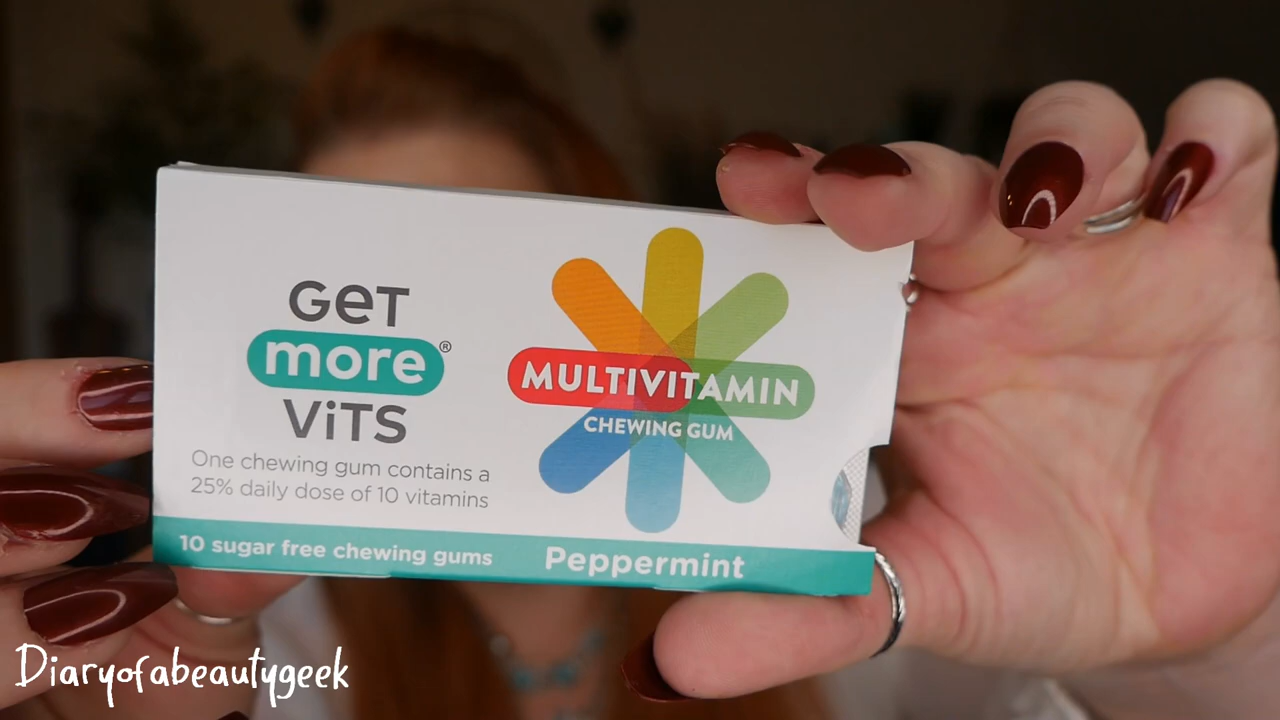 GeT
more®
ViTS
One chewing gum contains a
25% daily dose of 10 vitamins
MULTIVITAMIN
CHEWING GUM
10 sugar free chewing gums
Peppermint
Diaryofabeautygeek